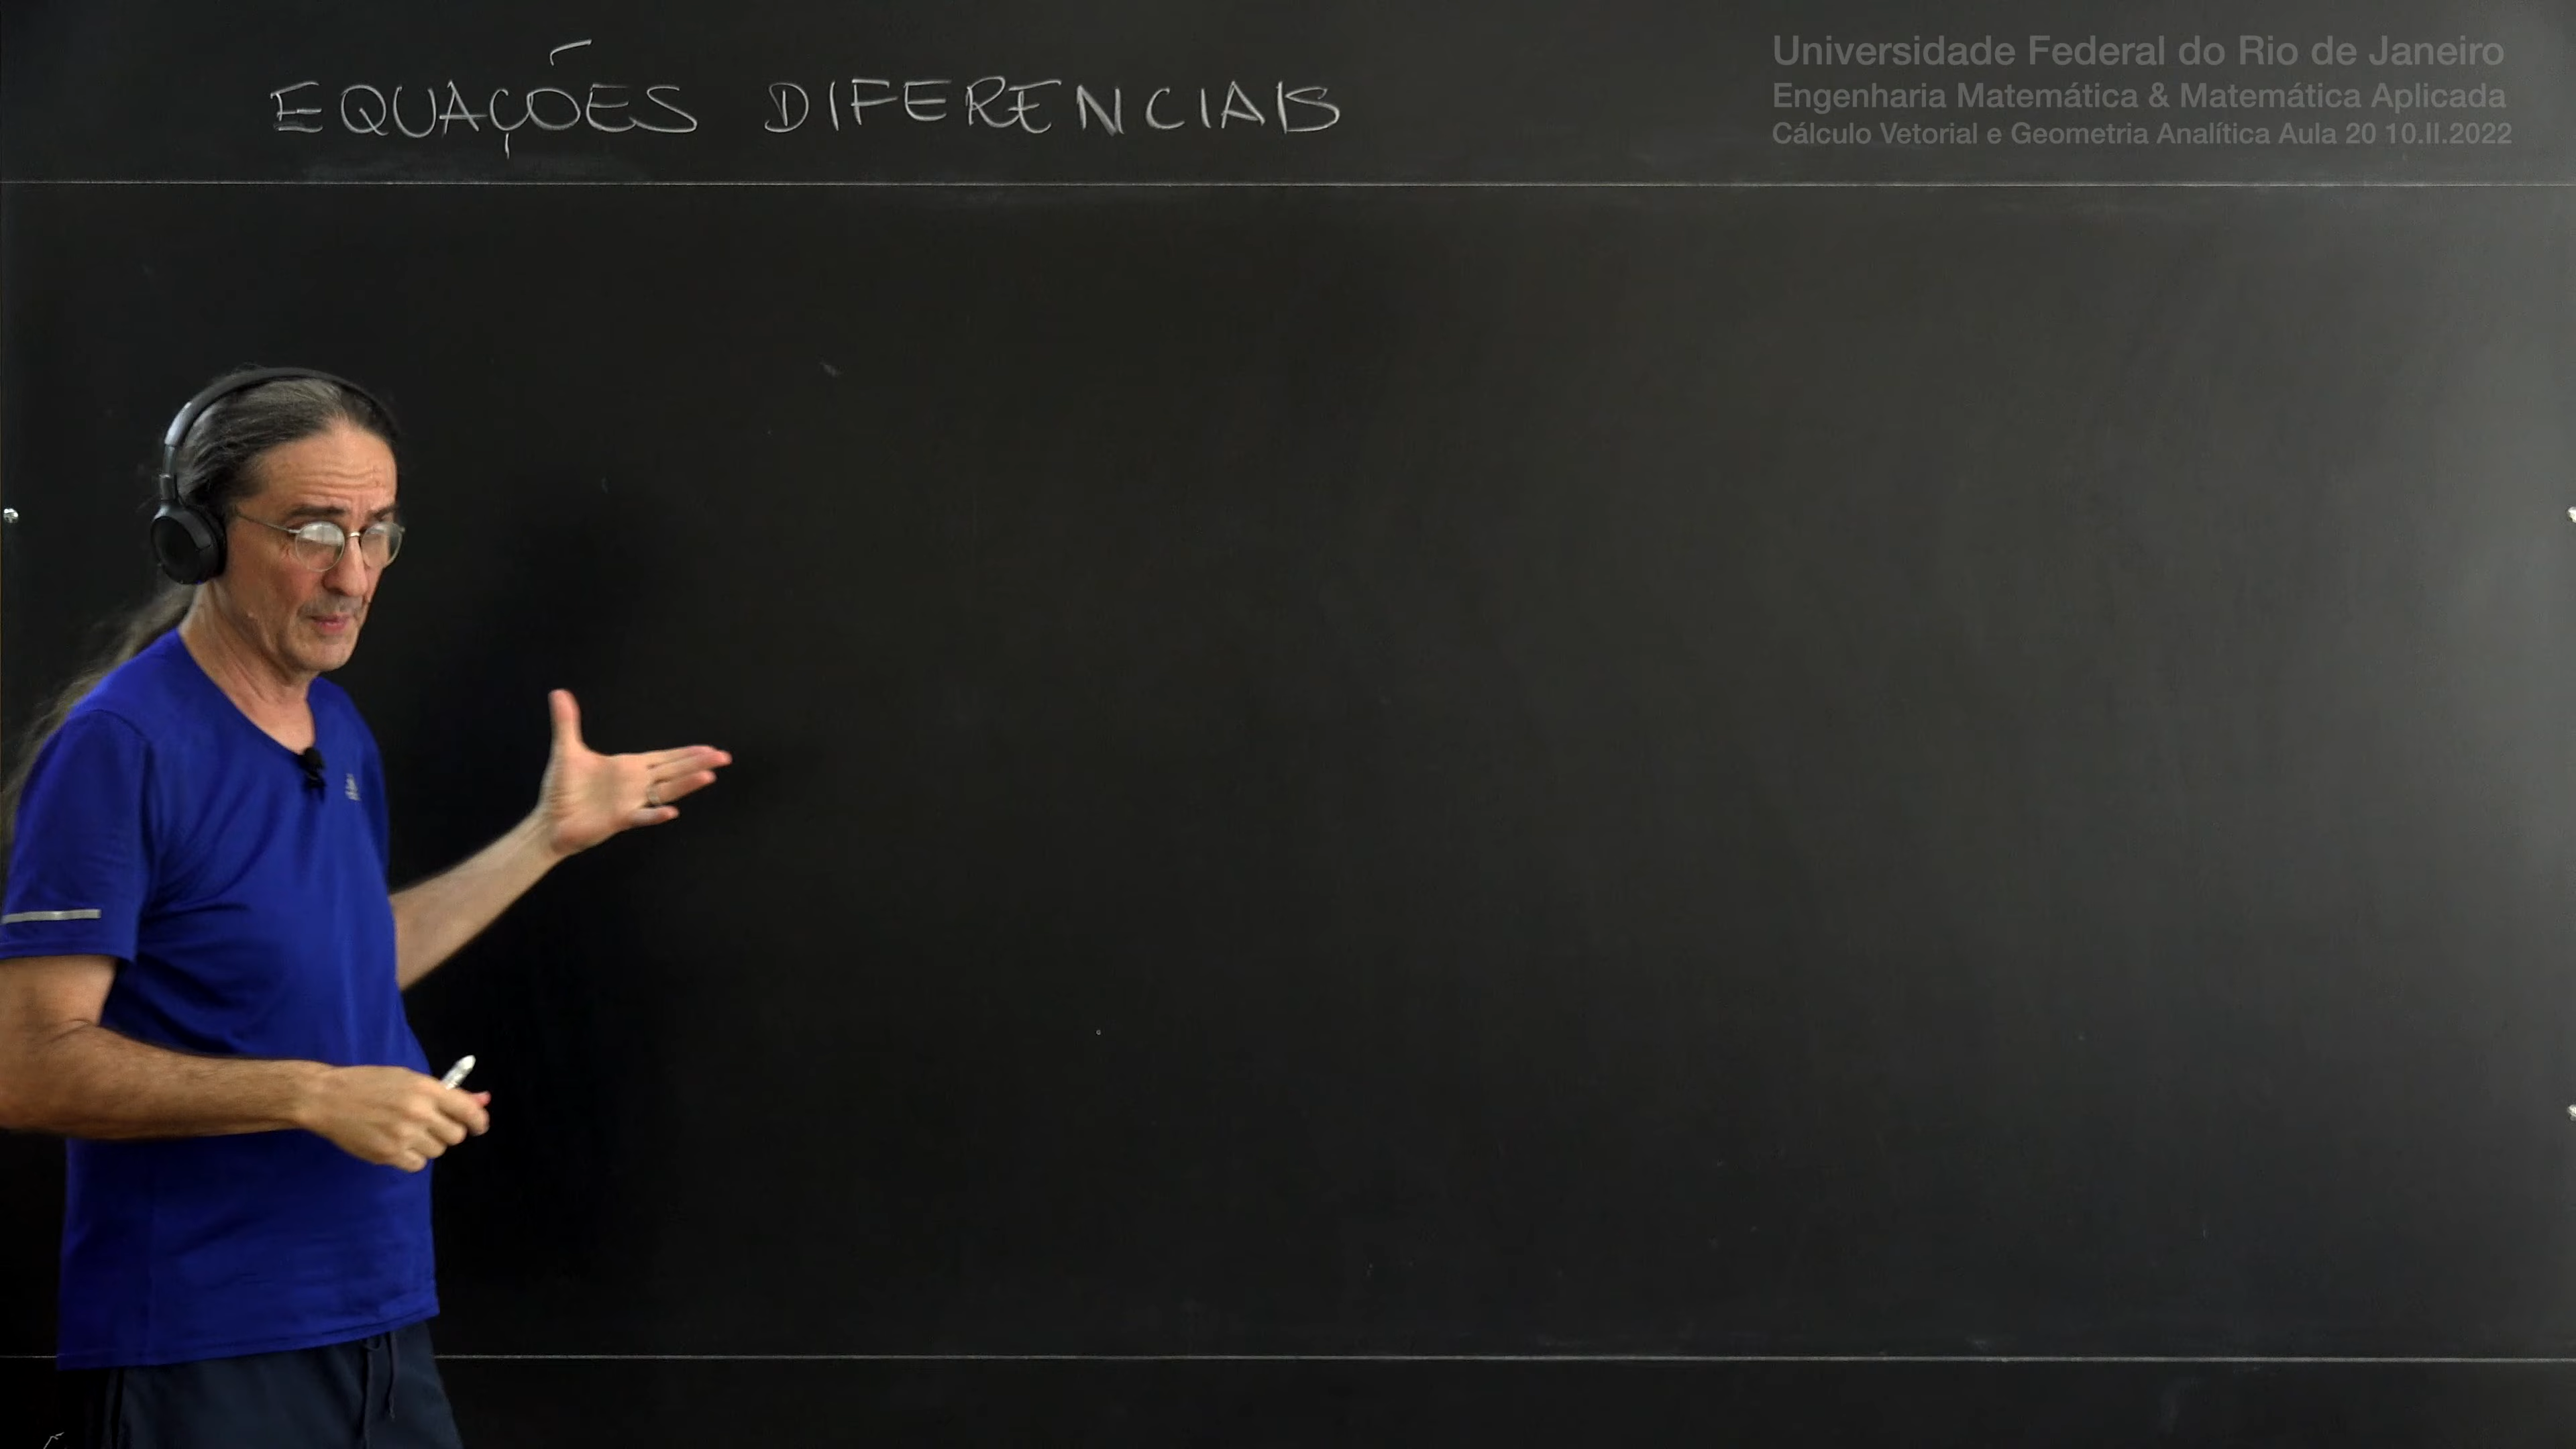 EQUAÇÕES DIFERENCIAIS
Universidade Federal do Rio de Janeiro
Engenharia Matemática & Matemática Aplicada
Cálculo Vetorial e Geometria Analítica Aula 20 10.II.2022